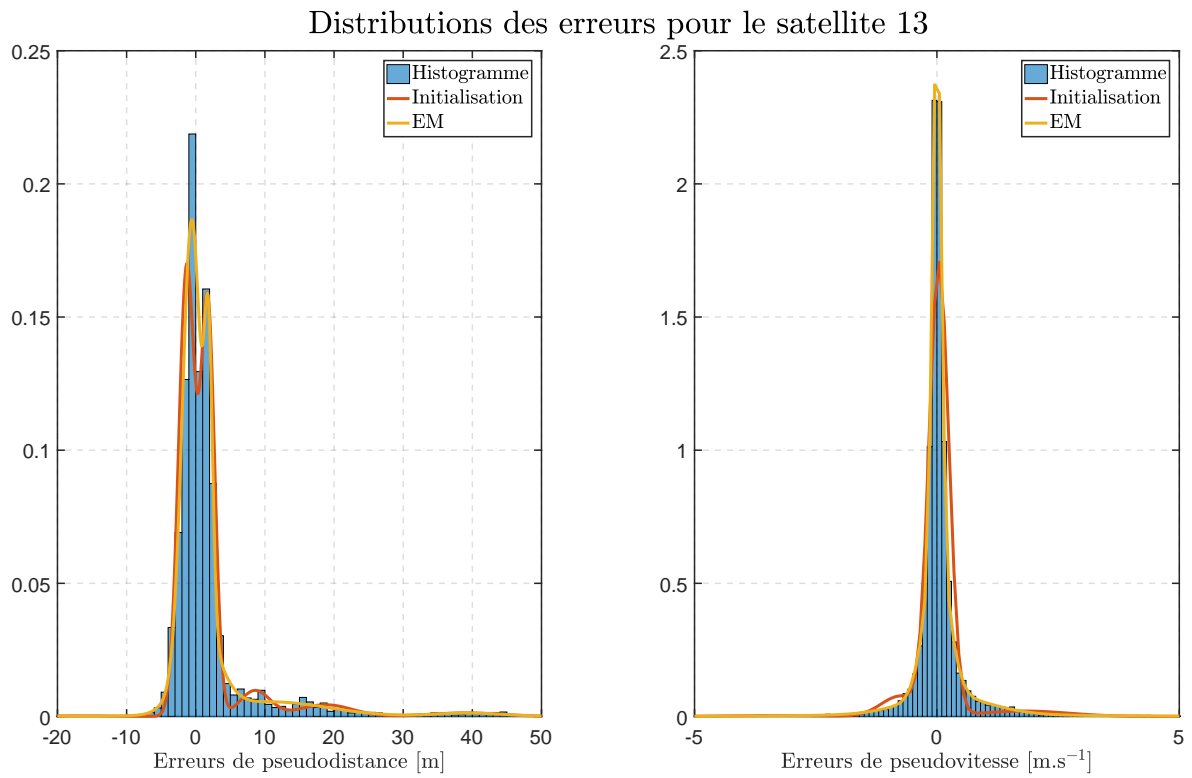 Distributions des erreurs pour le satellite 13
0.25
0.2
0.15
0.1
0.05
0
-20 -10 0 10 20 30 40 50
Erreurs de pseudodistance [m]
Histogramme
Initialisation
EM
2.5
2
1.5
1
0.5
0
-5 0 5
Erreurs de pseudovitesse [m.s⁻¹]
Histogramme
Initialisation
EM